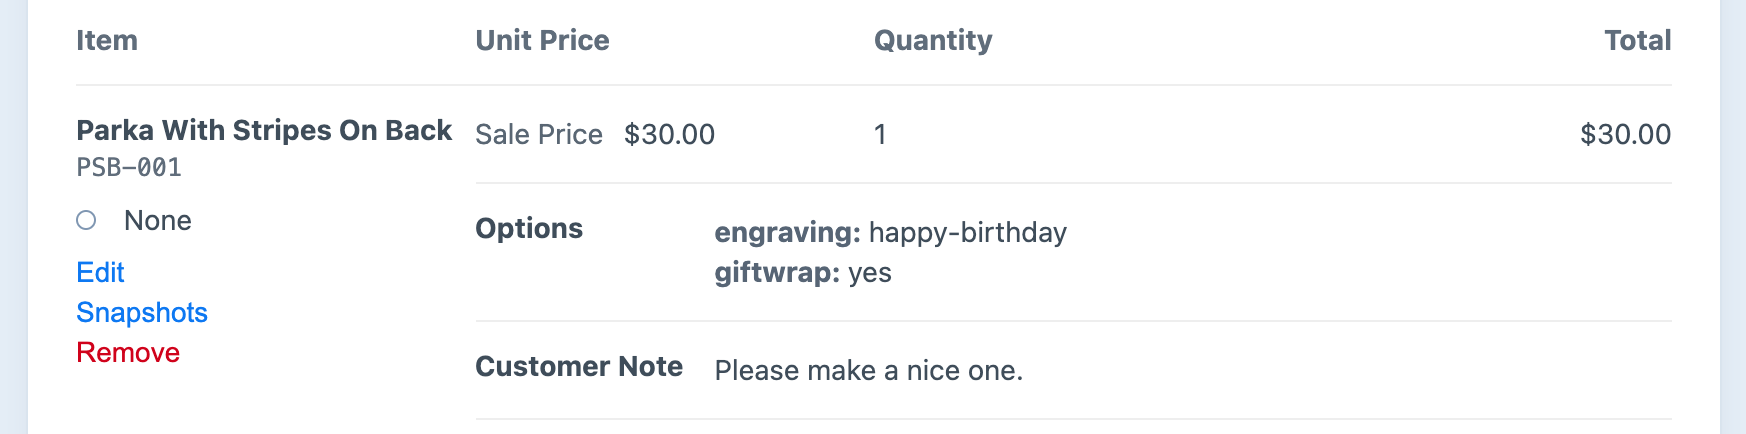 Item Unit Price Quantity Total
Parka With Stripes On Back Sale Price $30.00 1 $30.00
PSB-001
None
Edit
Snapshots
Remove
Options engraving: happy-birthday
giftwrap: yes
Customer Note Please make a nice one.